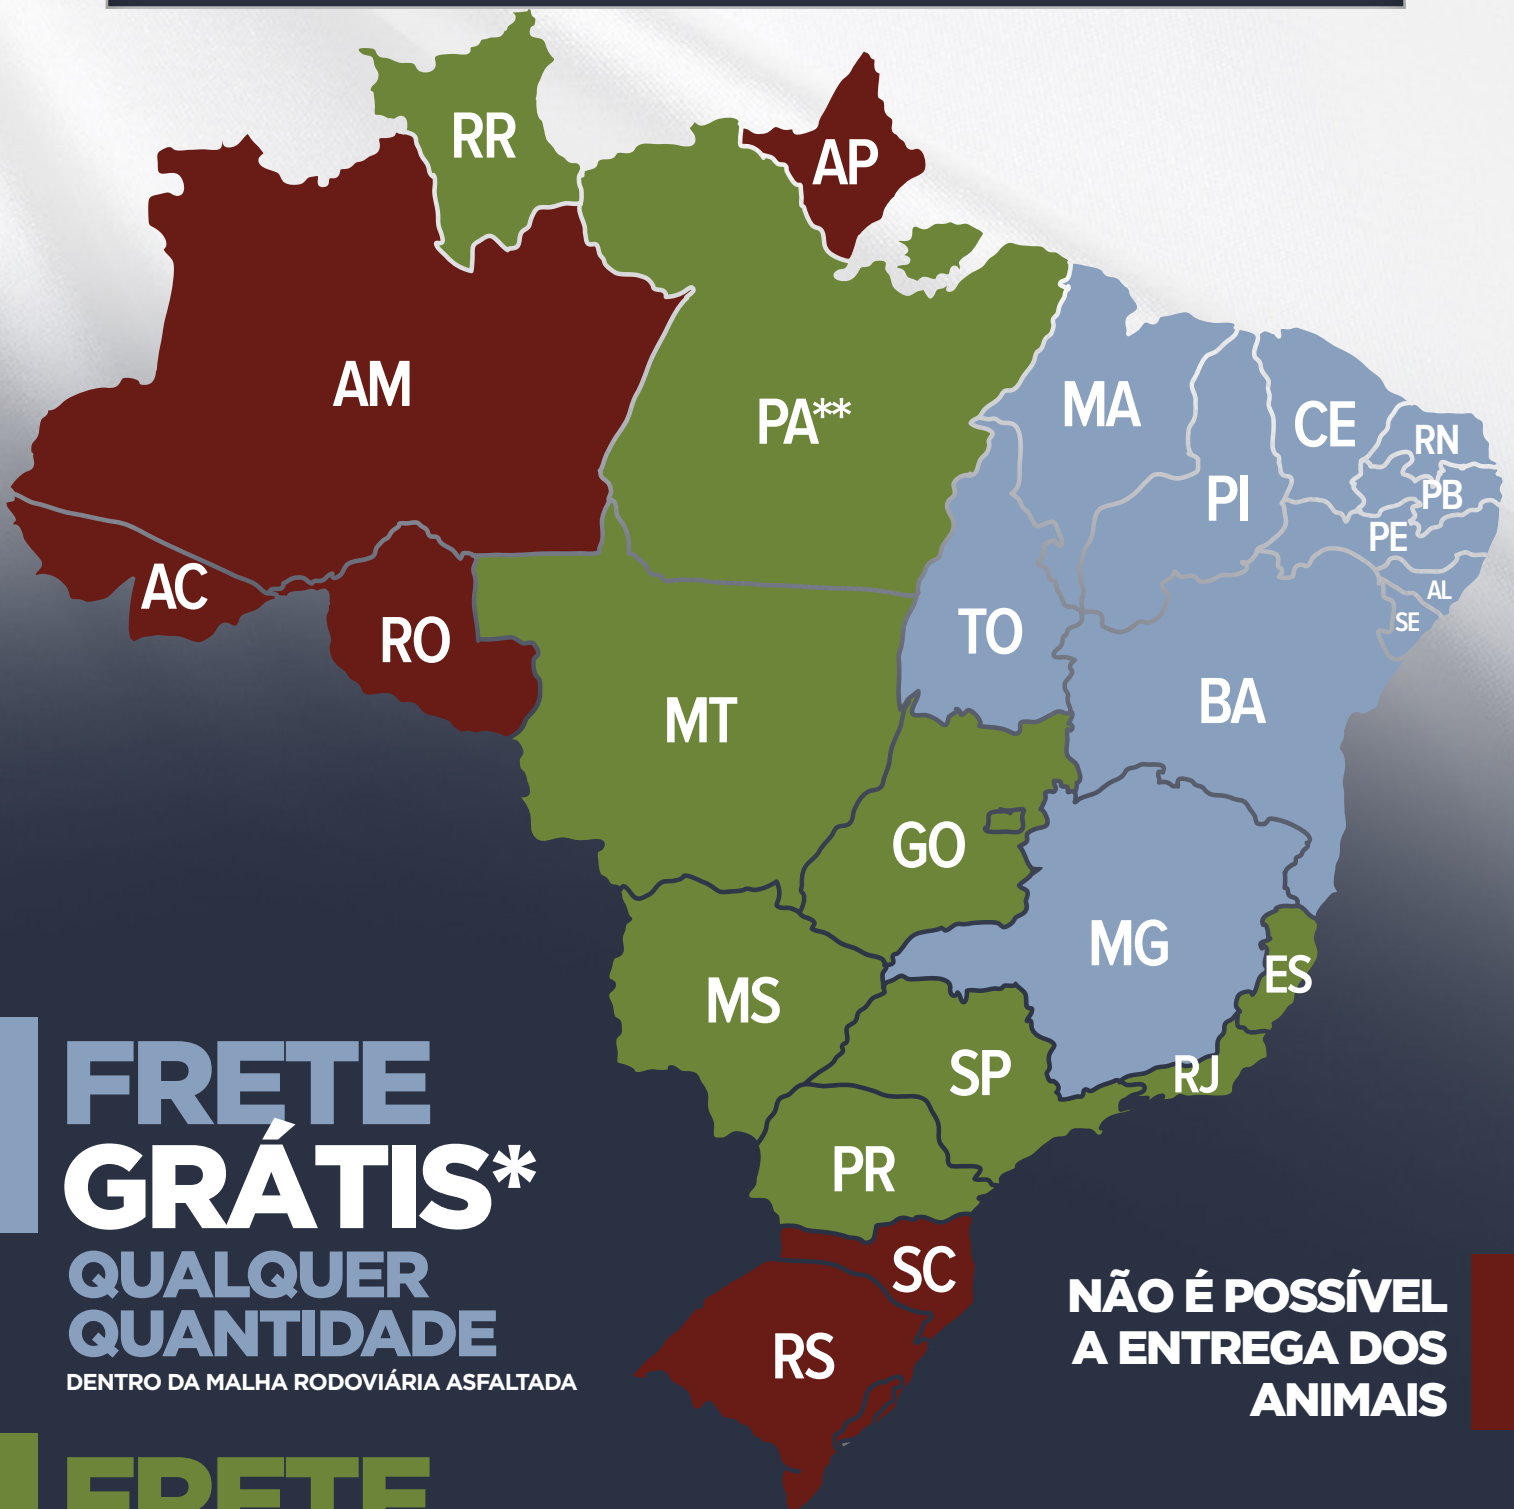 RR
AP
AM
PA**
MA
CE
RN
PI
PB
PE
AC
AL
RO
TO
SE
MT
BA
GO
MG
ES
MS
SP
RJ
PR
SC
RS
FRETE
GRÁTIS*
QUALQUER
QUANTIDADE
DENTRO DA MALHA RODOVIÁRIA ASFALTADA
NÃO É POSSÍVEL
A ENTREGA DOS
ANIMAIS
FRETE